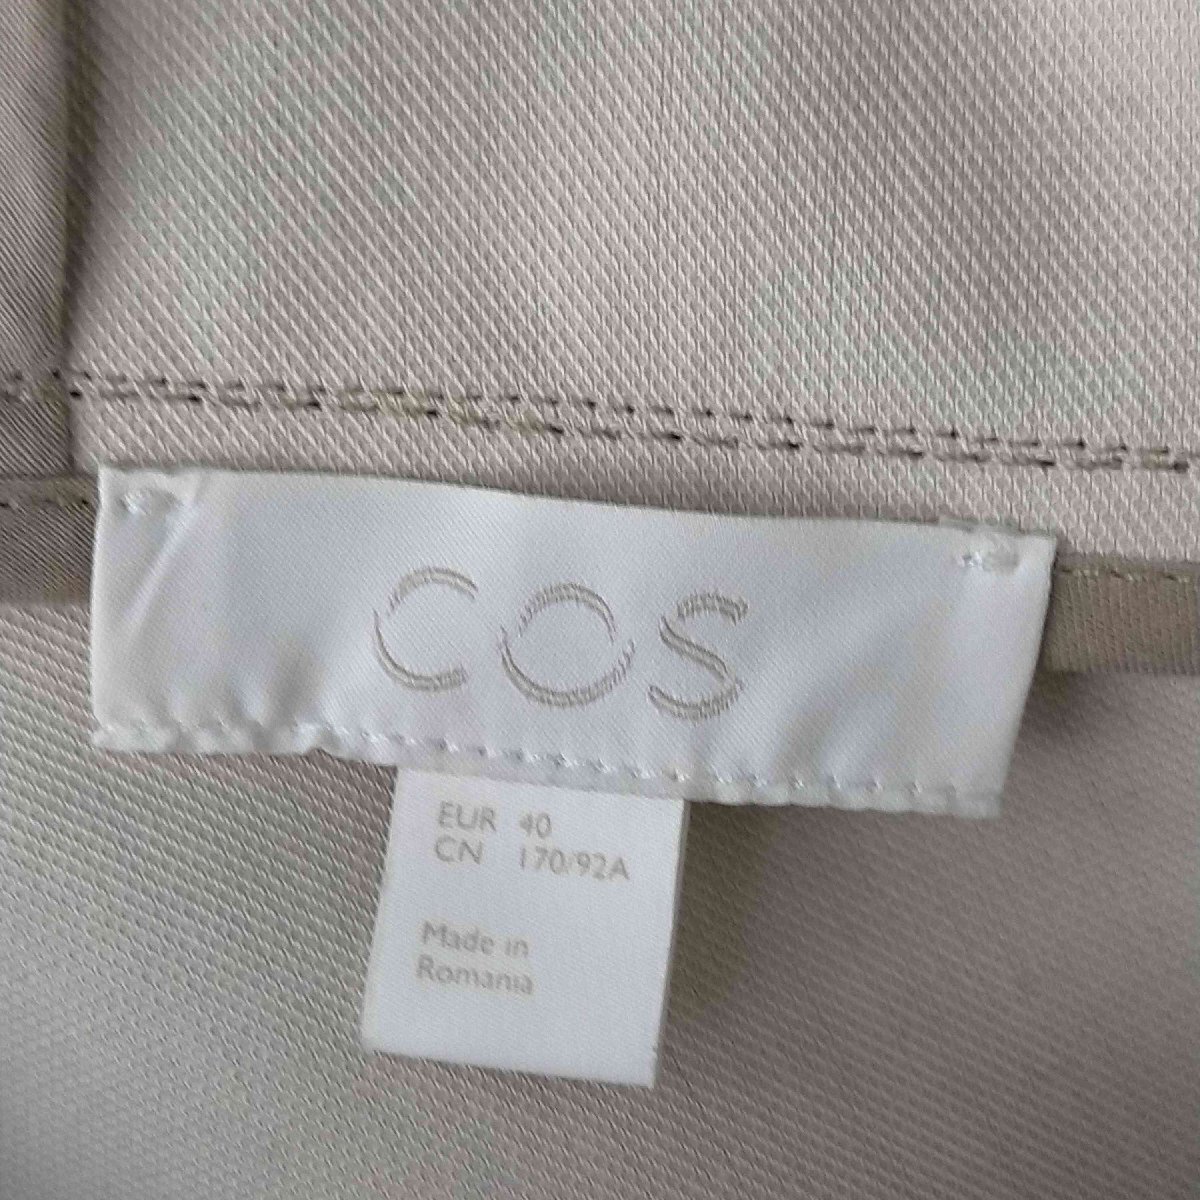 COS
EUR 40
CN 170/92A
Made in
Romania